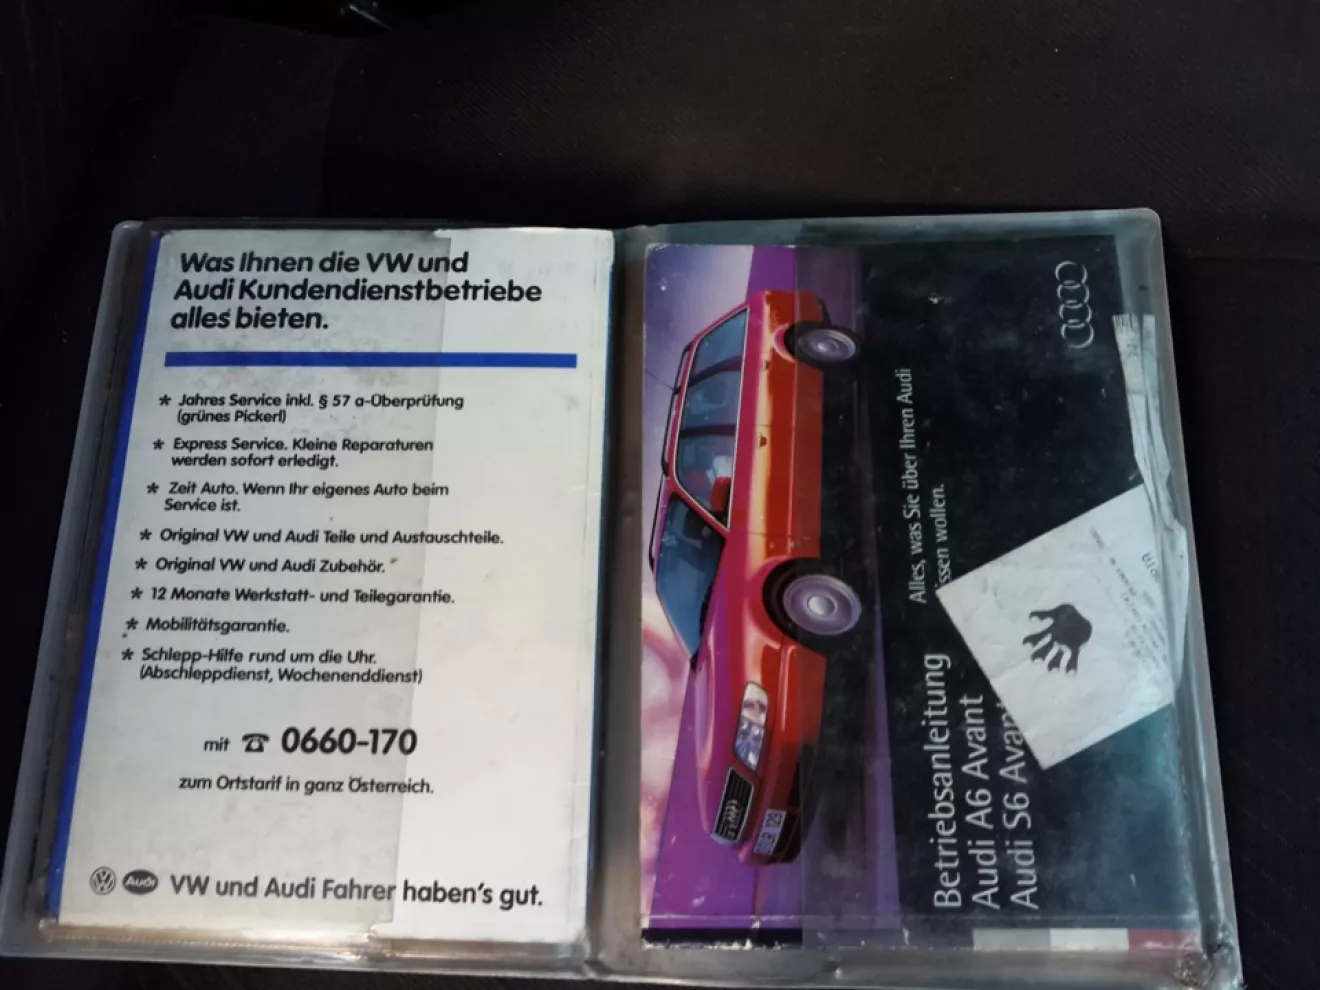 Was Ihnen die VW und
Audi Kundendienstbetriebe
alles bieten.
* Jahres Service inkl. § 57 a-Überprüfung
(grünes Pickerl)
* Express Service. Kleine Reparaturen
werden sofort erledigt.
* Zeit Auto. Wenn Ihr eigenes Auto beim
Service ist.
* Original VW und Audi Teile und Austauschteile.
* Original VW und Audi Zubehör.
* 12 Monate Werkstatt- und Teilegarantie.
* Mobilitätsgarantie.
* Schlepp-Hilfe rund um die Uhr.
(Abschleppdienst, Wochenenddienst)
mit ☎ 0660-170
zum Ortstarif in ganz Österreich.
Audi
VW und Audi Fahrer haben's gut.
Alles, was Sie über Ihren Audi
issen wollen.
Betriebsanleitung
Audi A6 Avant
Audi S6 Avant